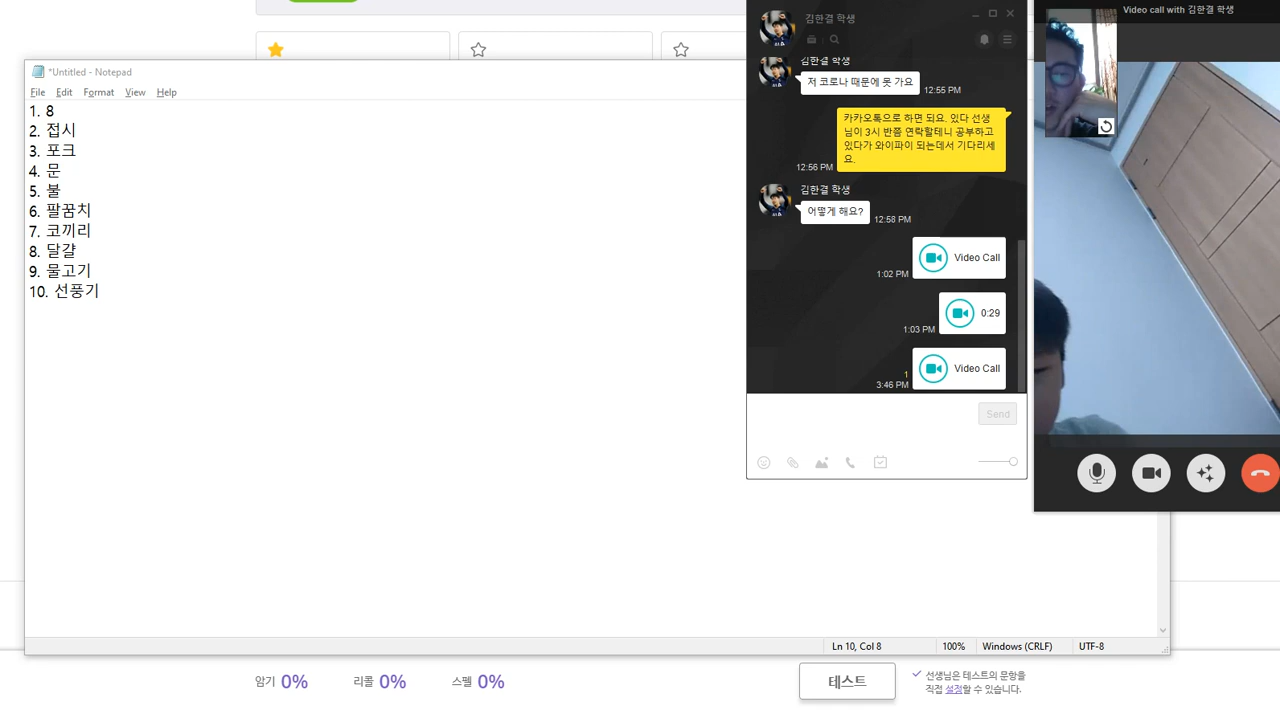 김한결 학생
Video call with 김한결 학생
*Untitled - Notepad
File Edit Format View Help
1. 8
2. 접시
3. 포크
4. 문
5. 불
6. 팔꿈치
7. 코끼리
8. 달걀
9. 물고기
10. 선풍기
김한결 학생
저 코로나 때문에 못 가요
12:55 PM
카카오톡으로 하면 되요. 있다 선생
님이 3시 반쯤 연락할테니 공부하고
있다가 와이파이 되는데서 기다리세
요.
12:56 PM
김한결 학생
어떻게 해요?
12:58 PM
Video Call
1:02 PM
0:29
1:03 PM
Video Call
1
3:46 PM
Send
Ln 10, Col 8 100% Windows (CRLF) UTF-8
암기 0% 리콜 0% 스펠 0%
테스트
선생님은 테스트의 문항을
직접 설정할 수 있습니다.